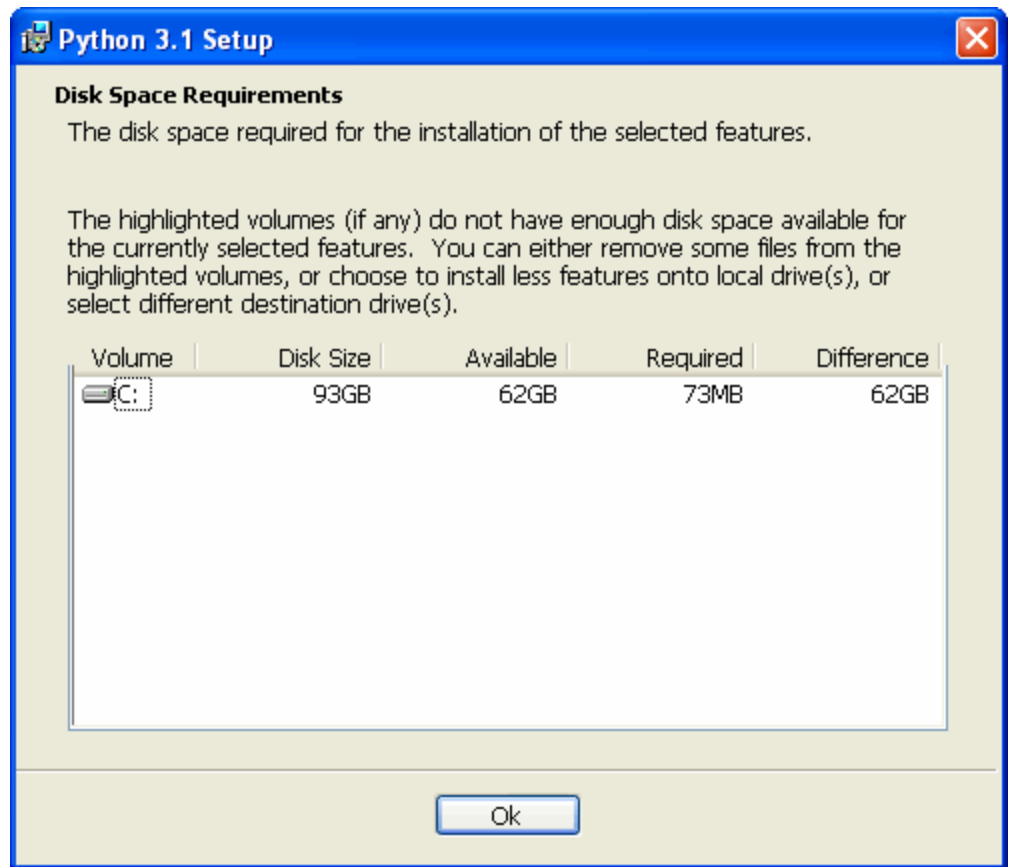 Python 3.1 Setup
Disk Space Requirements
The disk space required for the installation of the selected features.
The highlighted volumes (if any) do not have enough disk space available for
the currently selected features.  You can either remove some files from the
highlighted volumes, or choose to install less features onto local drive(s), or
select different destination drive(s).
Volume Disk Size Available Required Difference
C: 93GB 62GB 73MB 62GB
Ok